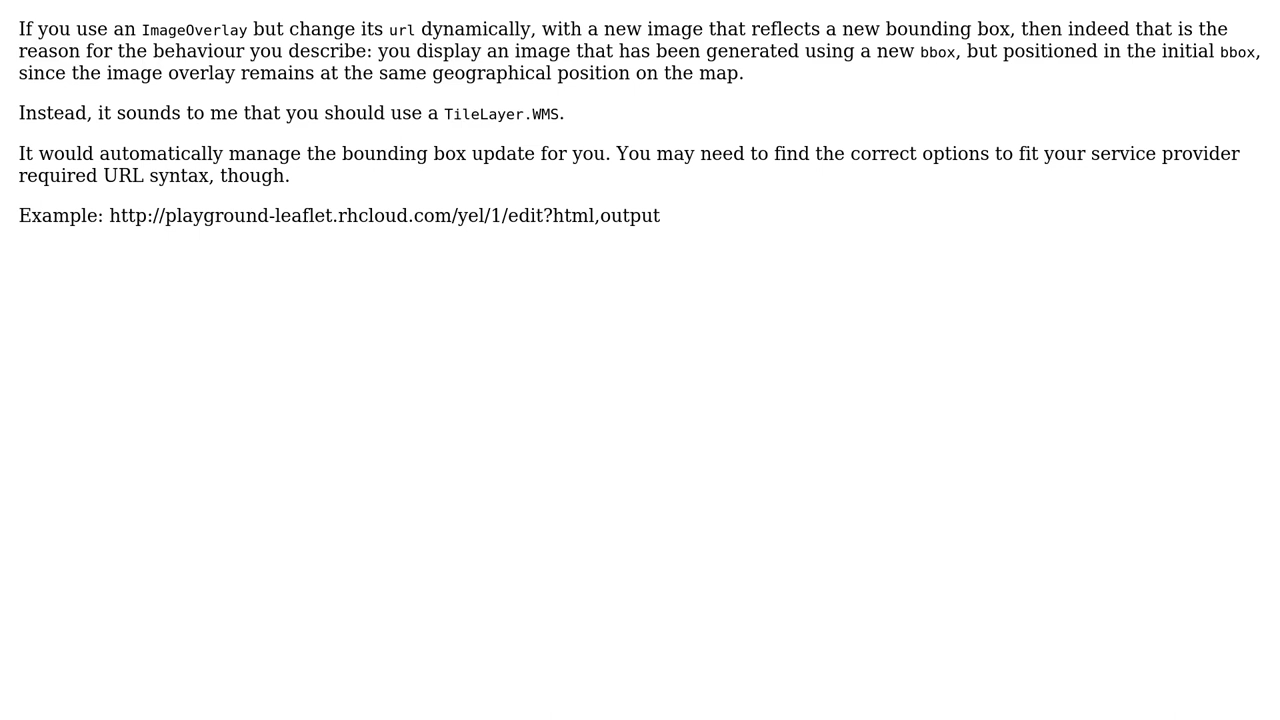 If you use an ImageOverlay but change its url dynamically, with a new image that reflects a new bounding box, then indeed that is the
reason for the behaviour you describe: you display an image that has been generated using a new bbox, but positioned in the initial bbox,
since the image overlay remains at the same geographical position on the map.
Instead, it sounds to me that you should use a TileLayer.WMS.
It would automatically manage the bounding box update for you. You may need to find the correct options to fit your service provider
required URL syntax, though.
Example: http://playground-leaflet.rhcloud.com/yel/1/edit?html,output